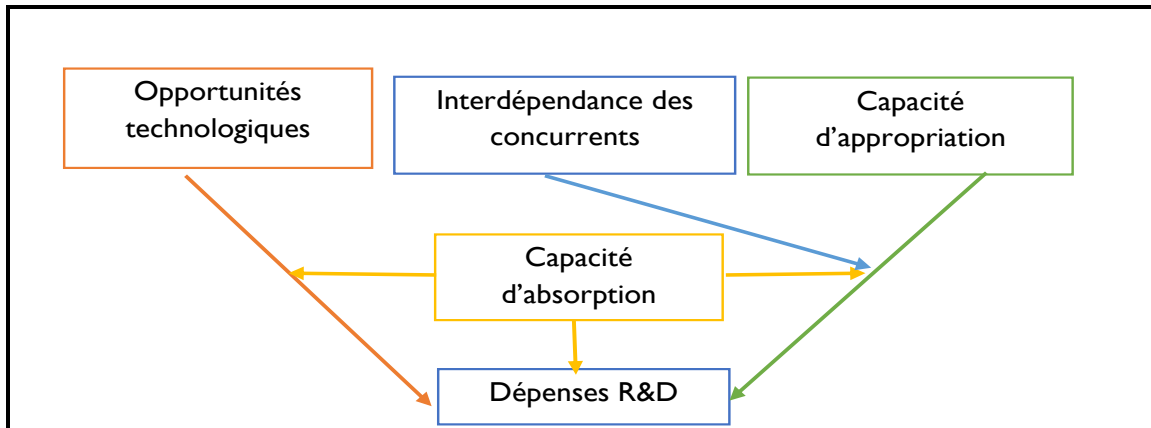 Opportunités
technologiques
Interdépendance des
concurrents
Capacité
d’appropriation
Capacité
d’absorption
Dépenses R&D